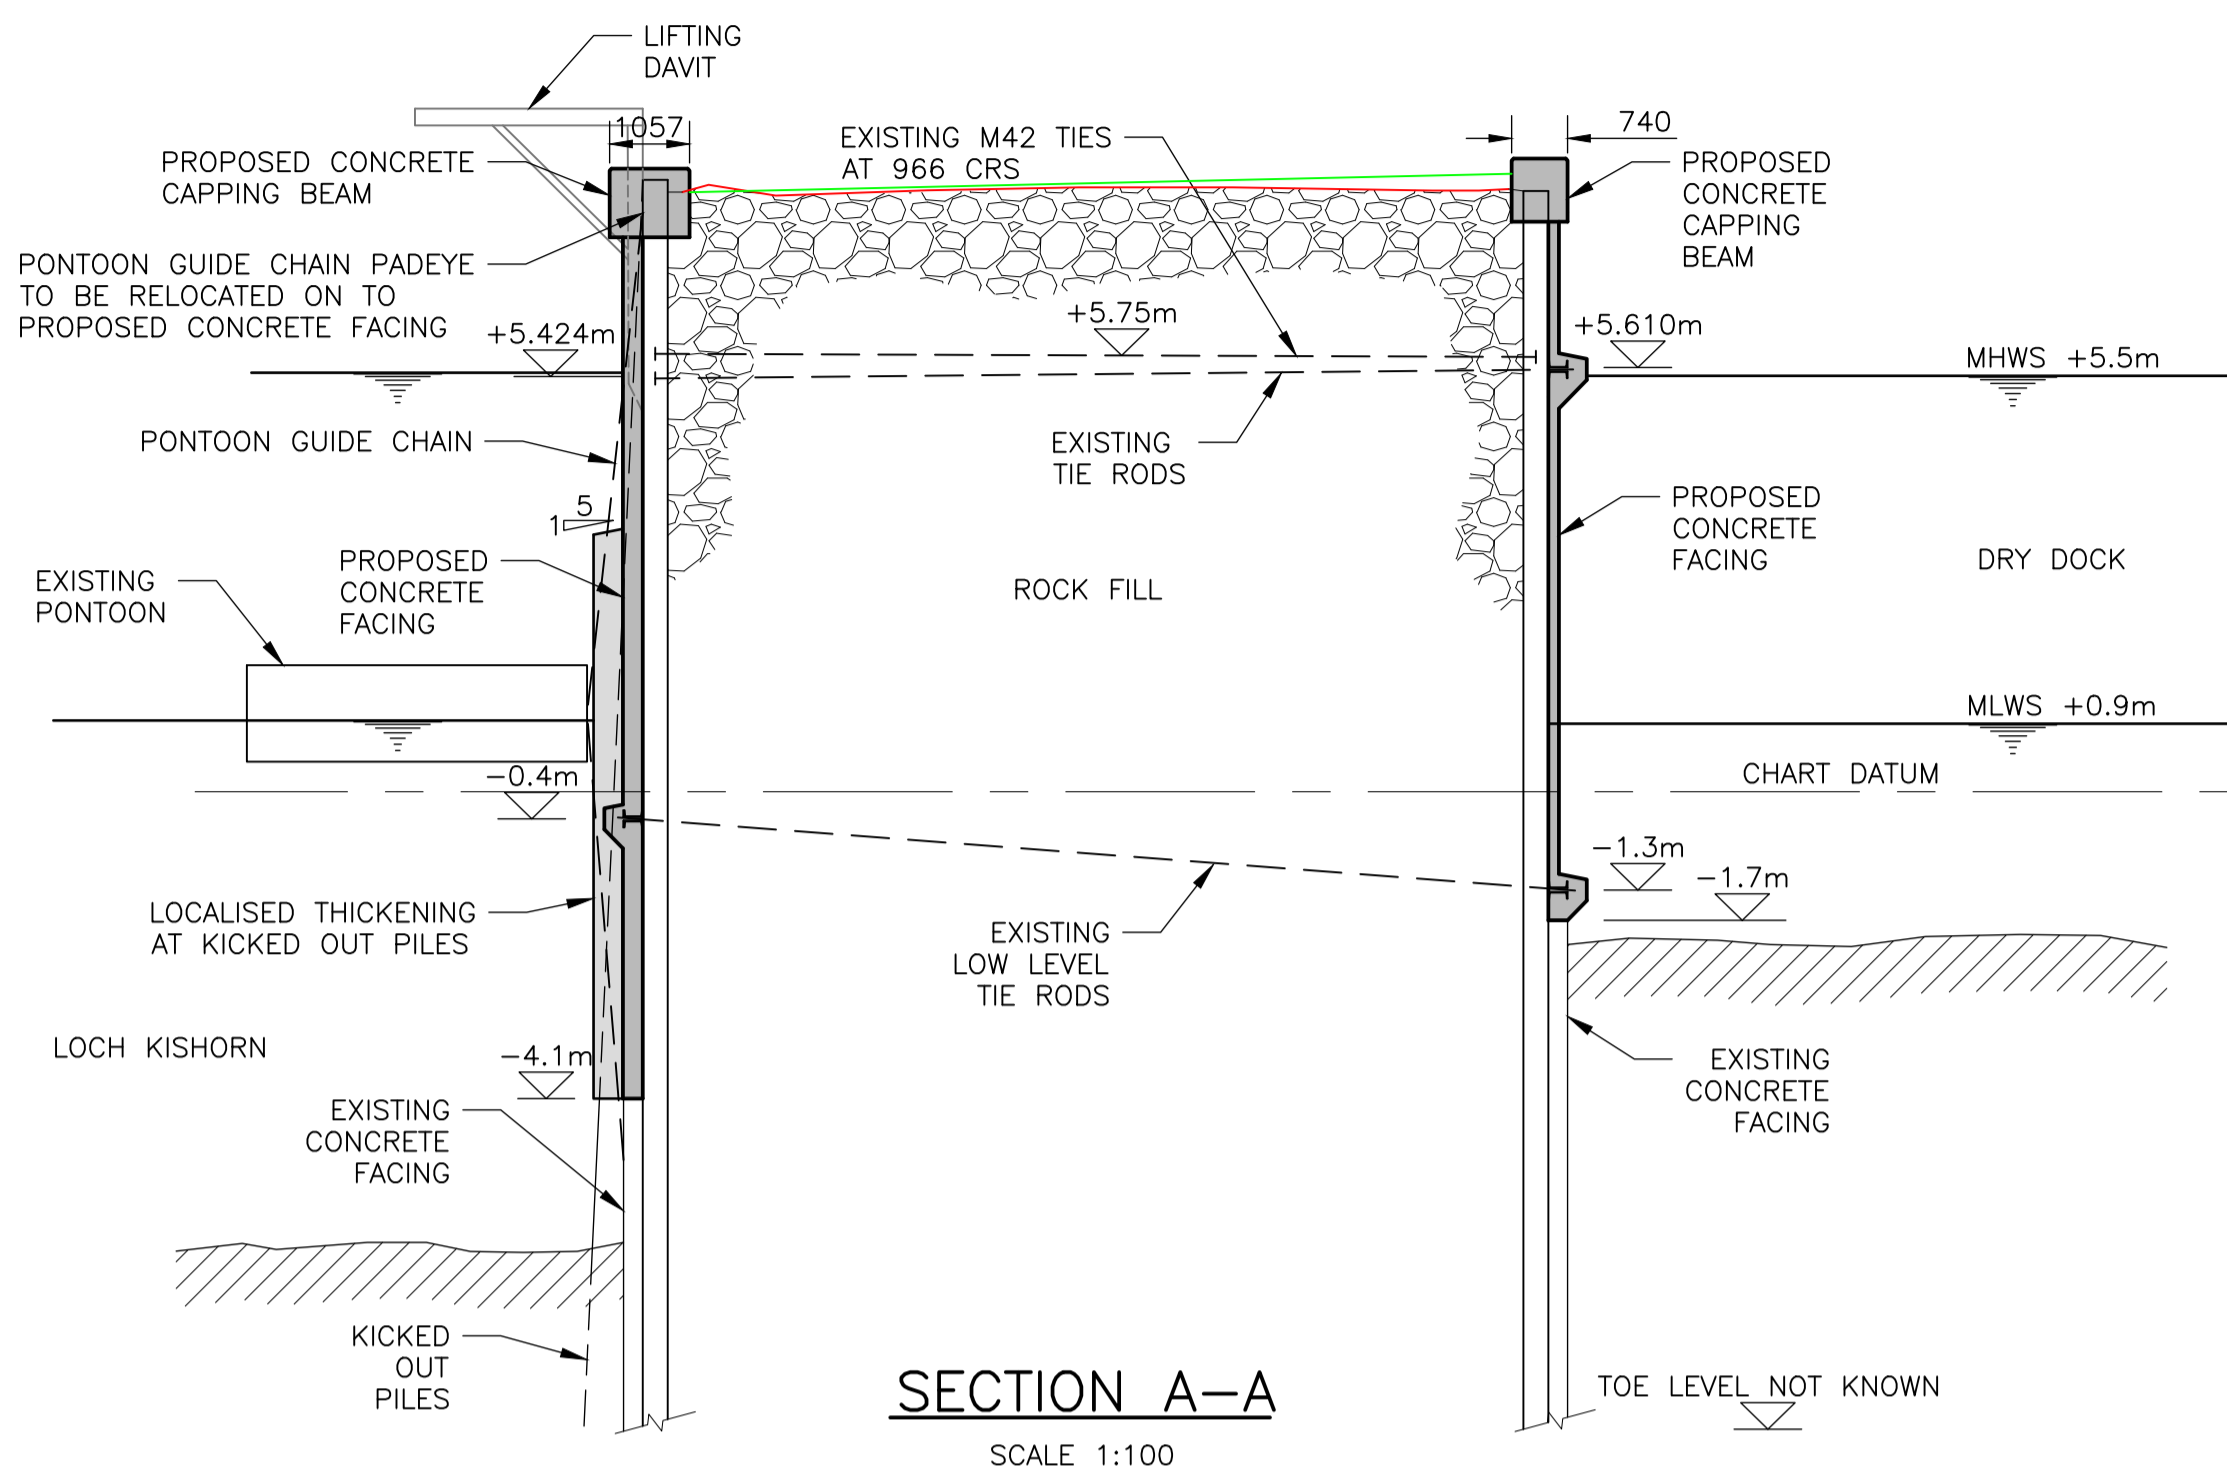 LIFTING
DAVIT
1057
740
EXISTING M42 TIES
AT 966 CRS
PROPOSED CONCRETE
CAPPING BEAM
PROPOSED
CONCRETE
CAPPING
BEAM
PONTOON GUIDE CHAIN PADEYE
TO BE RELOCATED ON TO
PROPOSED CONCRETE FACING
+5.424m
+5.75m
+5.610m
MHWS +5.5m
PONTOON GUIDE CHAIN
EXISTING
TIE RODS
5
1
PROPOSED
CONCRETE
FACING
PROPOSED
CONCRETE
FACING
DRY DOCK
EXISTING
PONTOON
ROCK FILL
MLWS +0.9m
-0.4m
CHART DATUM
-1.3m
-1.7m
LOCALISED THICKENING
AT KICKED OUT PILES
EXISTING
LOW LEVEL
TIE RODS
LOCH KISHORN
-4.1m
EXISTING
CONCRETE
FACING
EXISTING
CONCRETE
FACING
KICKED
OUT
PILES
SECTION A-A
SCALE 1:100
TOE LEVEL NOT KNOWN